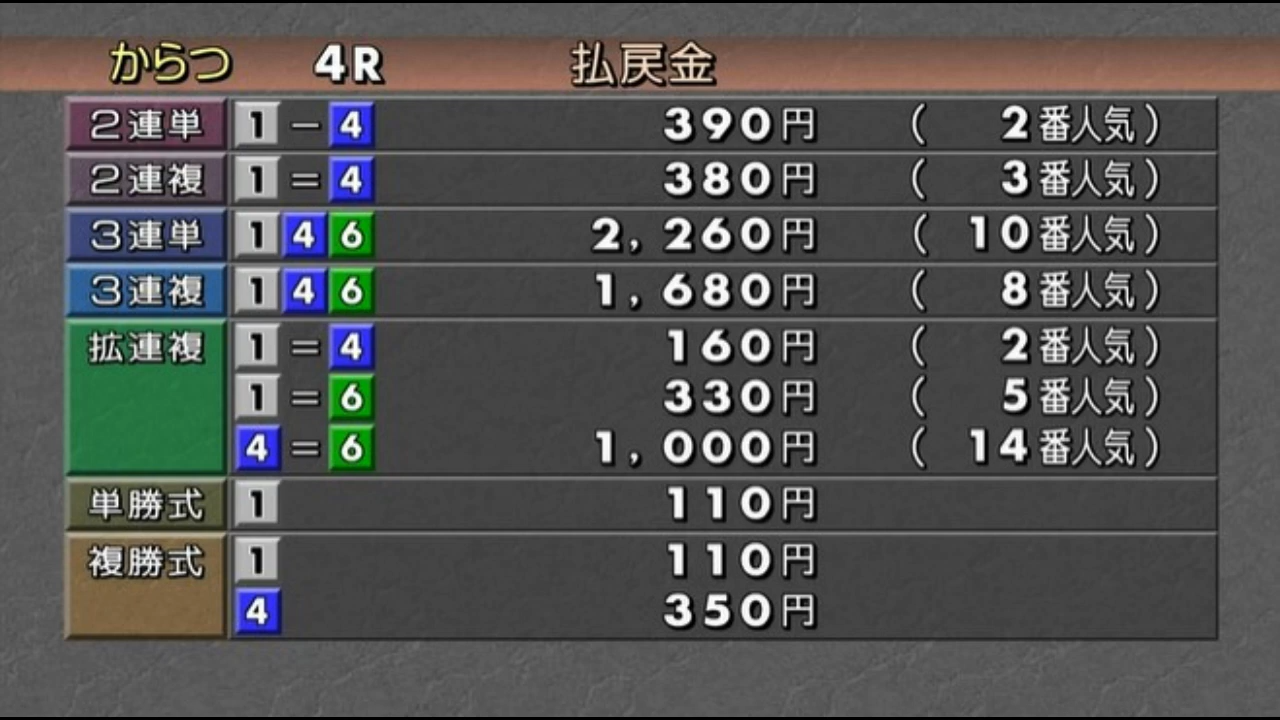 からつ 4R 払戻金
2連単 1 - 4 390円 ( 2番人気 )
2連複 1 = 4 380円 ( 3番人気 )
3連単 1 4 6 2,260円 ( 10番人気 )
3連複 1 4 6 1,680円 ( 8番人気 )
拡連複 1 = 4 160円 ( 2番人気 )
1 = 6 330円 ( 5番人気 )
4 = 6 1,000円 ( 14番人気 )
単勝式 1 110円
複勝式 1 110円
4 350円